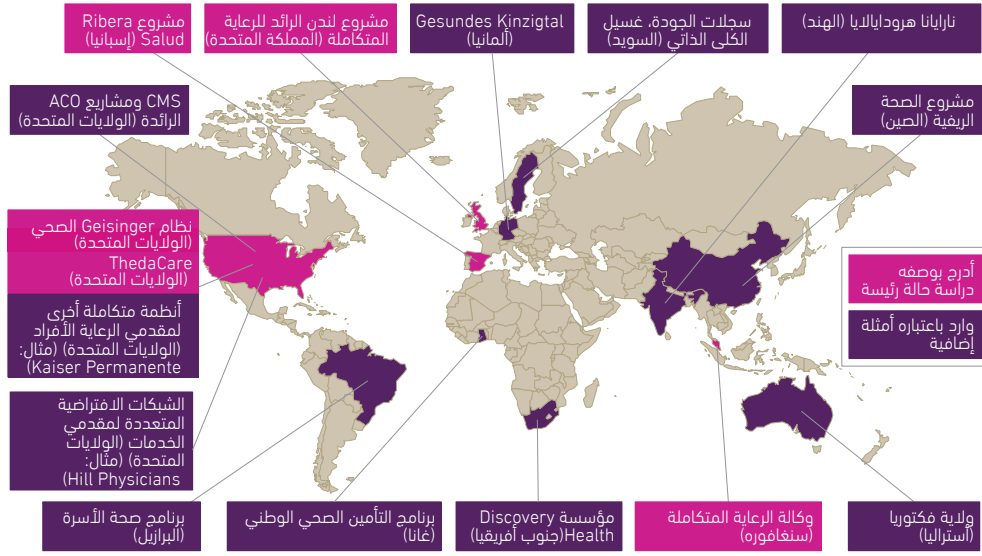 نارايانا هرودايالايا (الهند)
سجلات الجودة، غسيل
الكلى الذاتي (السويد)
Gesundes Kinzigtal
(ألمانيا)
مشروع لندن الرائد للرعاية
المتكاملة (المملكة المتحدة)
مشروع Ribera
Salud (إسبانيا)
مشروع الصحة
الريفية (الصين)
CMS ومشاريع ACO
الرائدة (الولايات المتحدة)
نظام Geisinger الصحي
(الولايات المتحدة)
ThedaCare
(الولايات المتحدة)
أنظمة متكاملة أخرى
لمقدمي الرعاية الأفراد
(الولايات المتحدة) (مثال:
Kaiser Permanente)
الشبكات الافتراضية
المتعددة لمقدمي
الخدمات (الولايات
المتحدة) (مثال:
Hill Physicians)
أدرج بوصفه
دراسة حالة رئيسة
وارد باعتباره أمثلة
إضافية
ولاية فكتوريا
(أستراليا)
وكالة الرعاية المتكاملة
(سنغافوره)
مؤسسة Discovery
Health(جنوب أفريقيا)
برنامج التأمين الصحي الوطني
(غانا)
برنامج صحة الأسرة
(البرازيل)